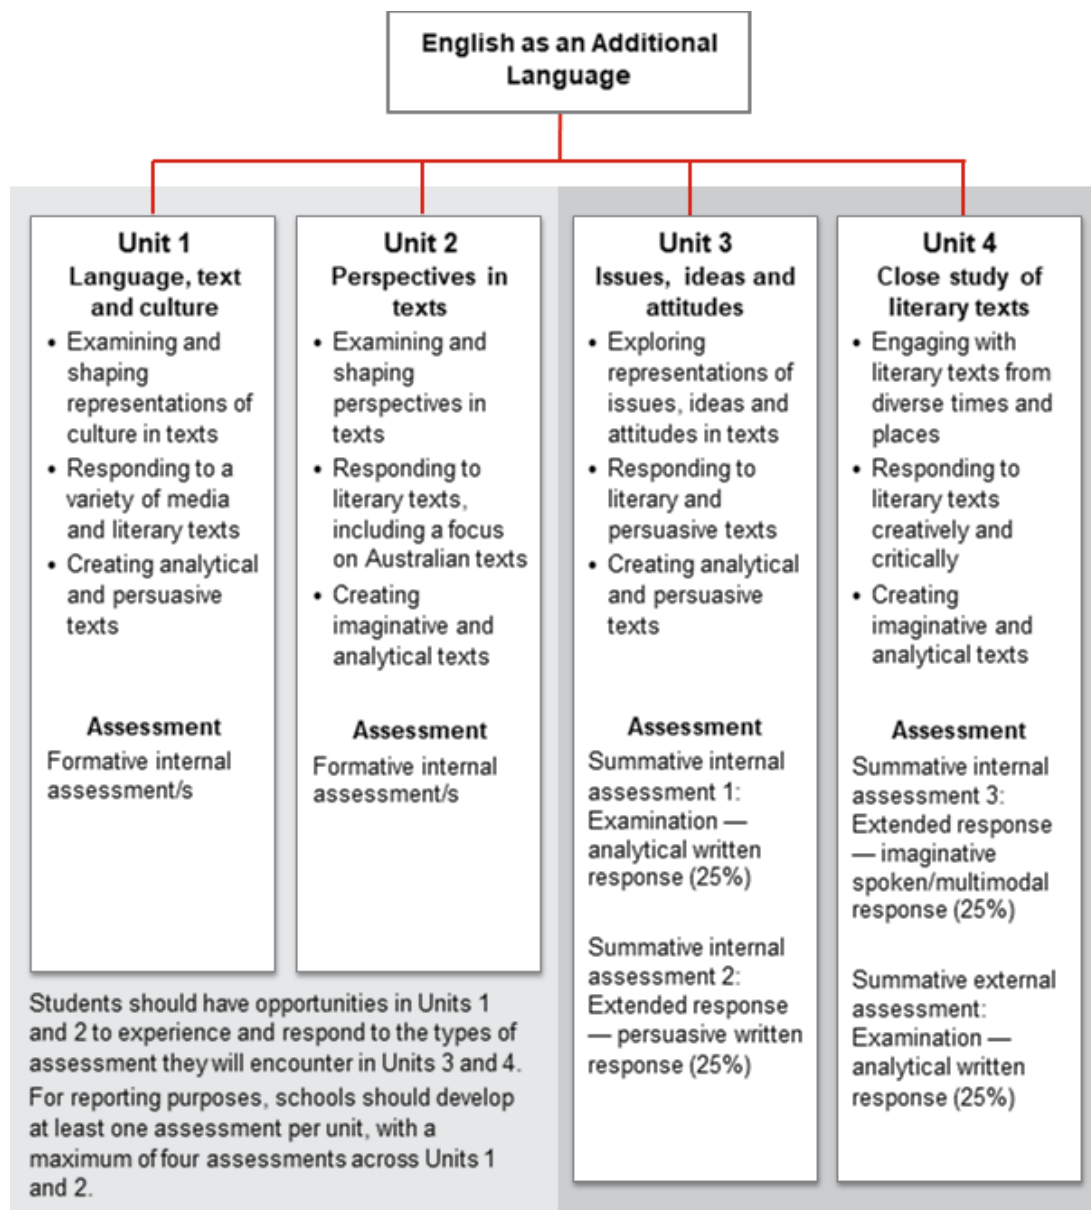 English as an Additional
Language
Unit 1
Language, text
and culture
• Examining and
shaping
representations of
culture in texts
• Responding to a
variety of media
and literary texts
• Creating analytical
and persuasive
texts
Assessment
Formative internal
assessment/s
Unit 2
Perspectives in
texts
• Examining and
shaping
perspectives in
texts
• Responding to
literary texts,
including a focus
on Australian texts
• Creating
imaginative and
analytical texts
Assessment
Formative internal
assessment/s
Students should have opportunities in Units 1
and 2 to experience and respond to the types of
assessment they will encounter in Units 3 and 4.
For reporting purposes, schools should develop
at least one assessment per unit, with a
maximum of four assessments across Units 1
and 2.
Unit 3
Issues, ideas and
attitudes
• Exploring
representations of
issues, ideas and
attitudes in texts
• Responding to
literary and
persuasive texts
• Creating analytical
and persuasive
texts
Assessment
Summative internal
assessment 1:
Examination —
analytical written
response (25%)
Summative internal
assessment 2:
Extended response
— persuasive written
response (25%)
Unit 4
Close study of
literary texts
• Engaging with
literary texts from
diverse times and
places
• Responding to
literary texts
creatively and
critically
• Creating
imaginative and
analytical texts
Assessment
Summative internal
assessment 3:
Extended response
— imaginative
spoken/multimodal
response (25%)
Summative external
assessment:
Examination —
analytical written
response (25%)